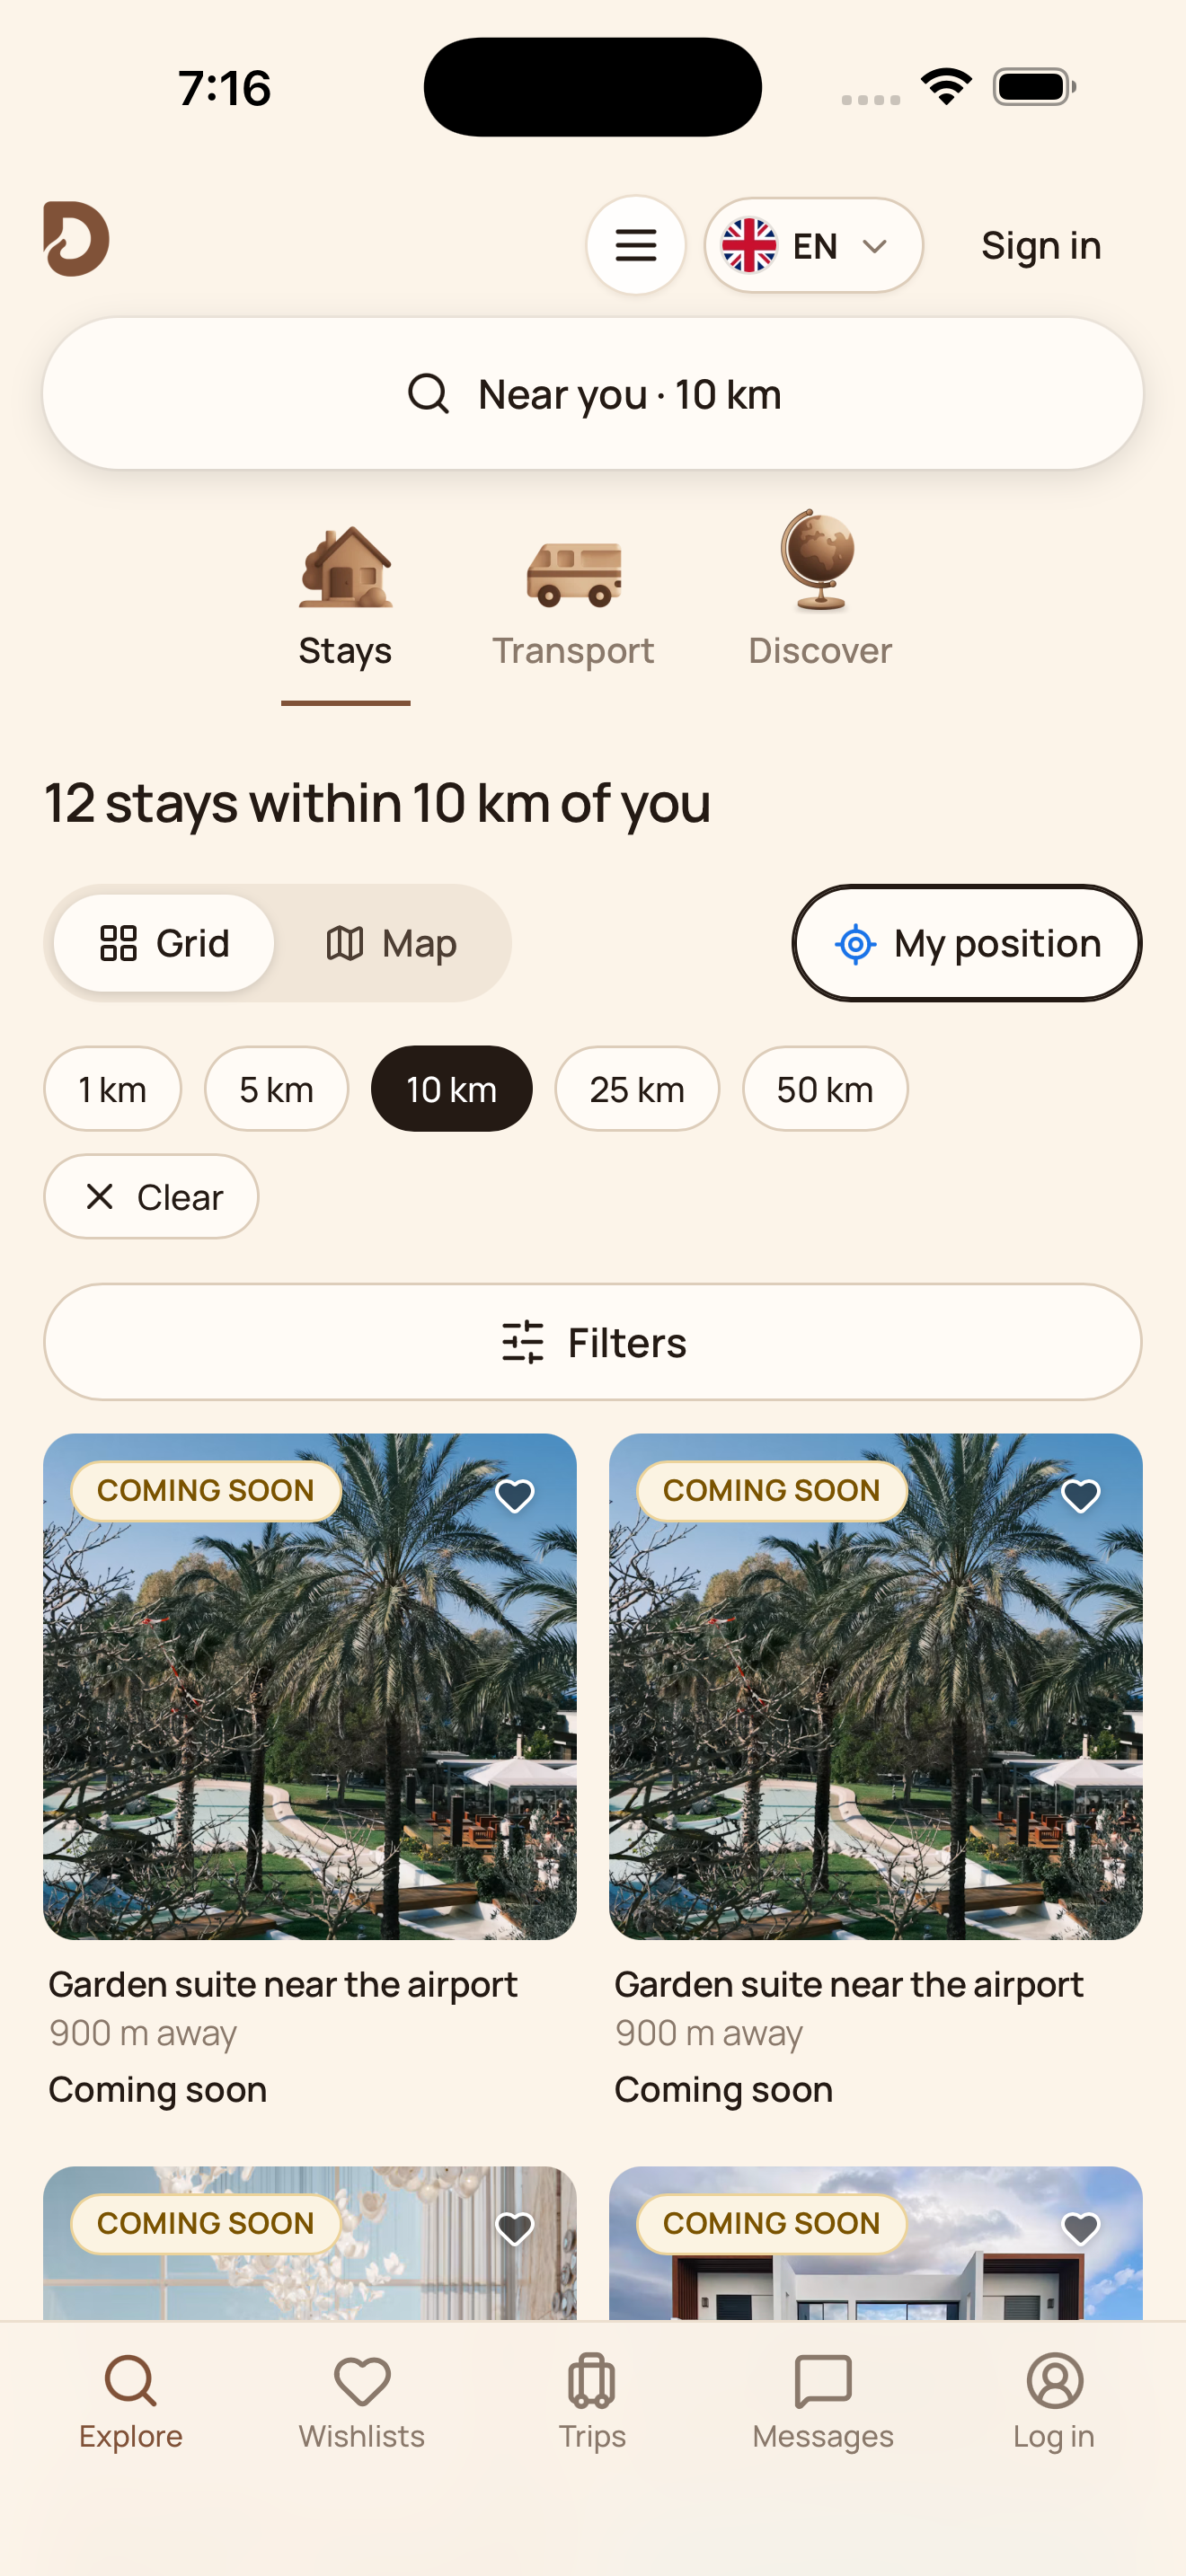 7:16
EN
Sign in
Near you · 10 km
Stays
Transport
Discover
12 stays within 10 km of you
Grid
Map
My position
1 km
5 km
10 km
25 km
50 km
Clear
Filters
COMING SOON
COMING SOON
Garden suite near the airport
900 m away
Coming soon
Garden suite near the airport
900 m away
Coming soon
COMING SOON
COMING SOON
Explore
Wishlists
Trips
Messages
Log in